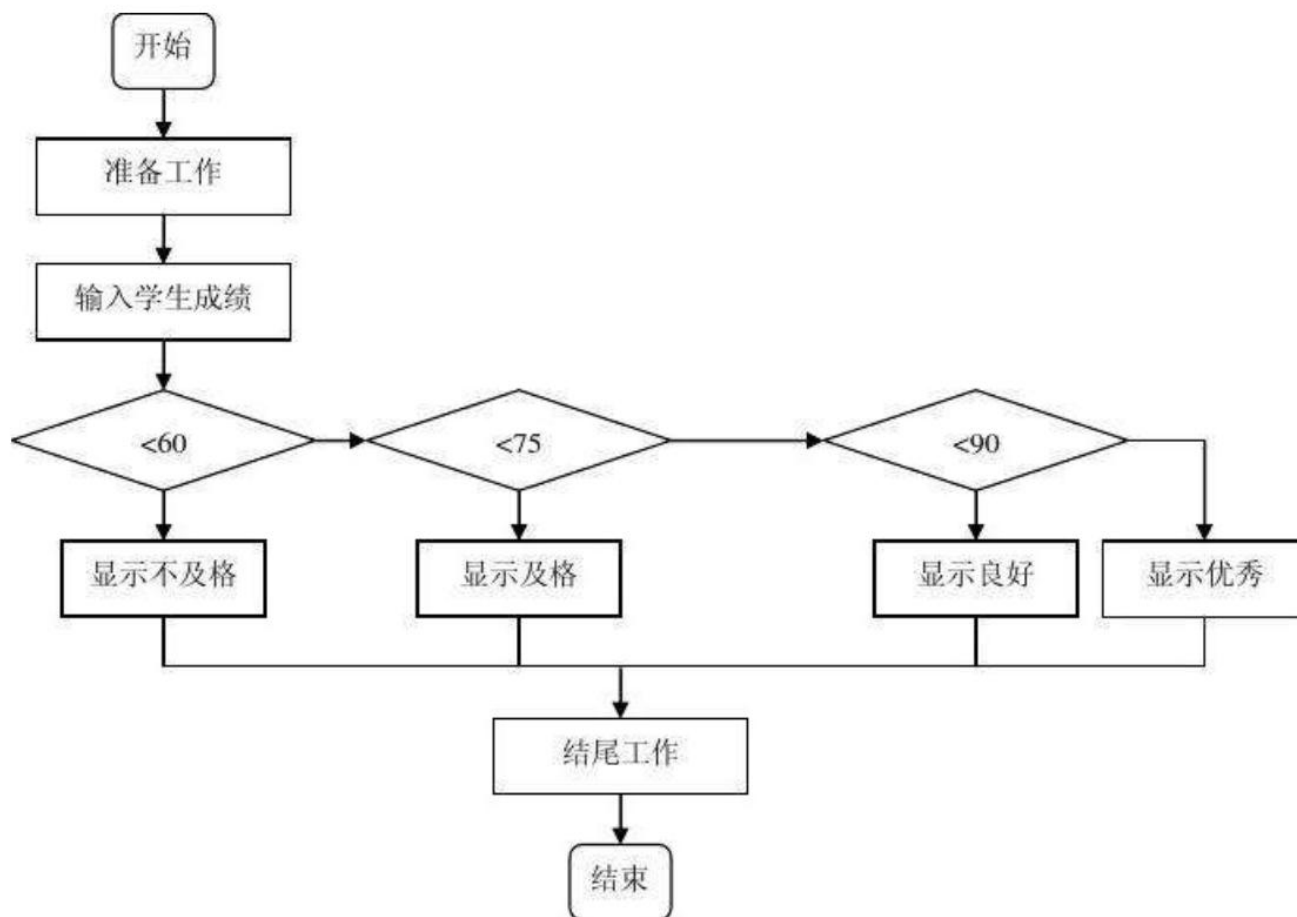 开始
准备工作
输入学生成绩
<60
<75
<90
显示不及格
显示及格
显示良好
显示优秀
结尾工作
结束